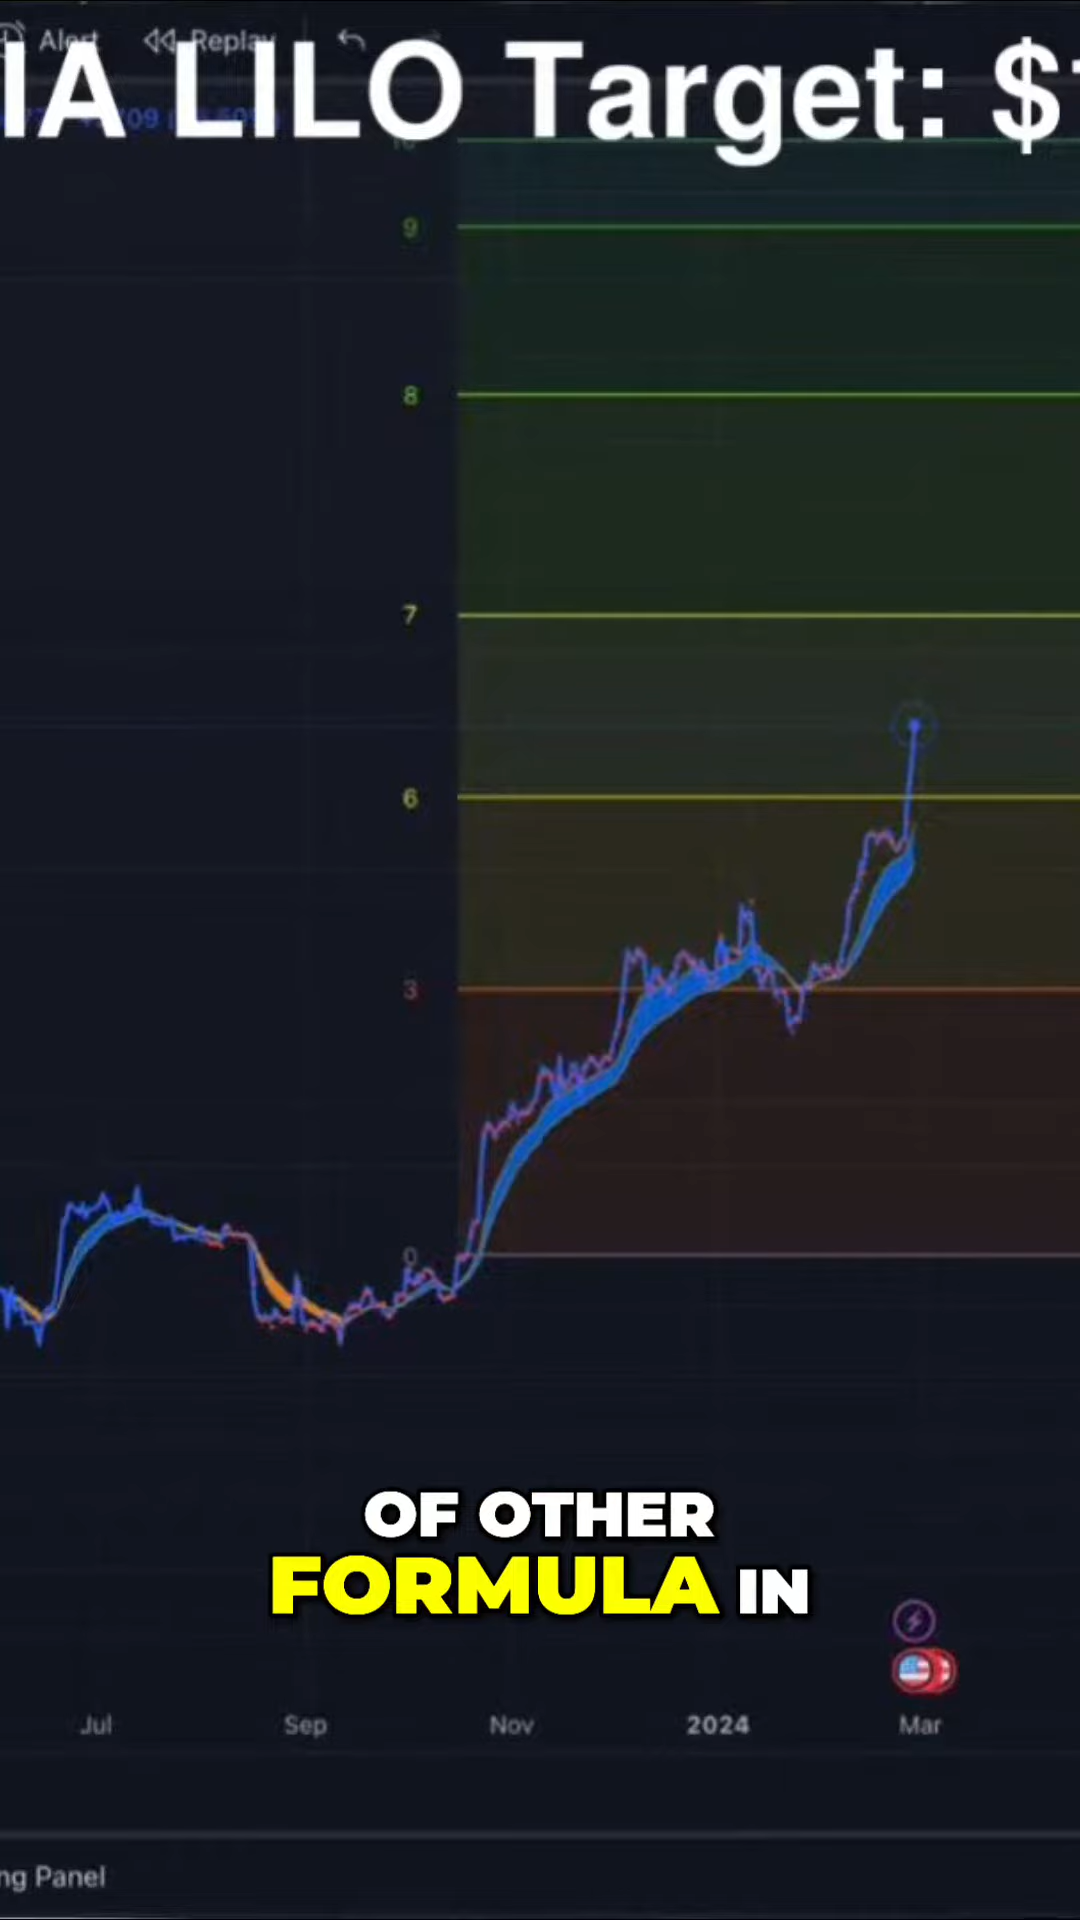 Alert Replay
IA LILO Target: $
9
8
7
6
3
0
OF OTHER
FORMULA IN
Jul Sep Nov 2024 Mar
ng Panel